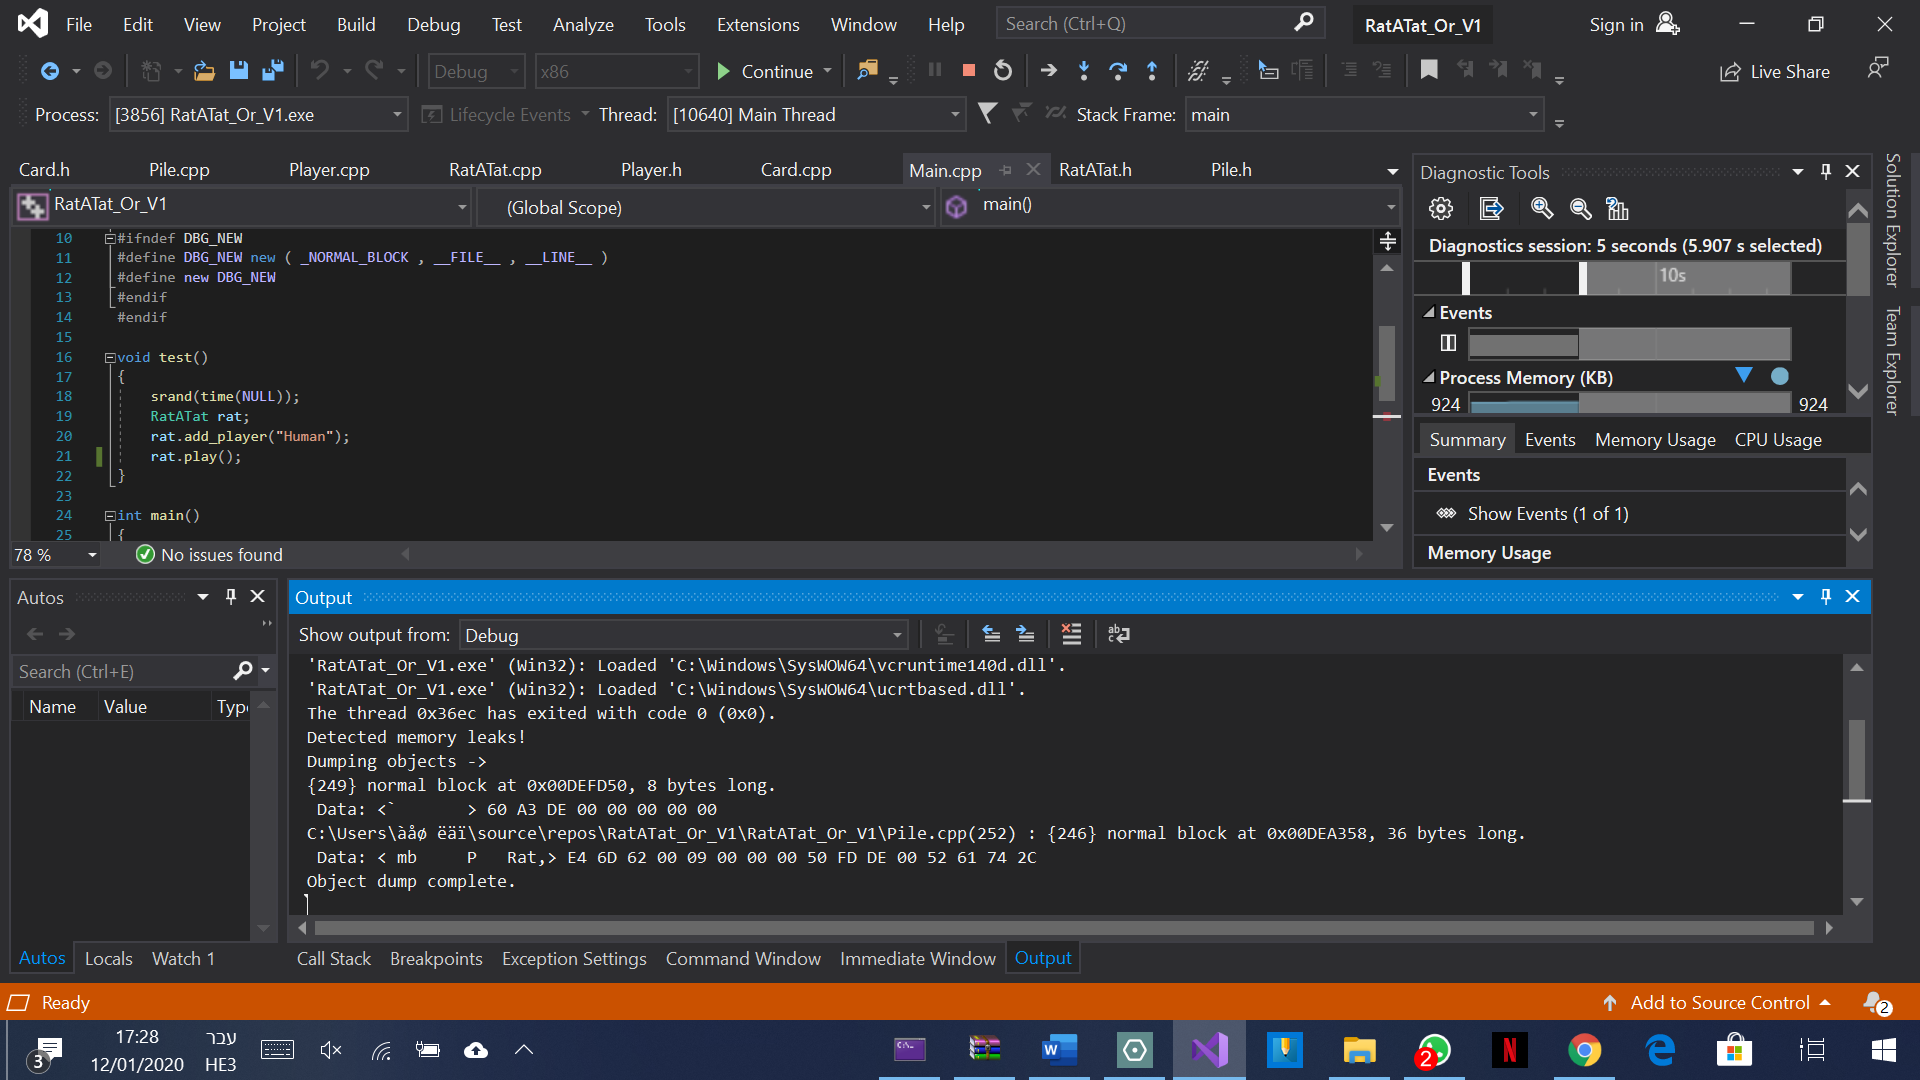 File Edit View Project Build Debug Test Analyze Tools Extensions Window Help Search (Ctrl+Q) RatATat_Or_V1 Sign in
Debug x86 Continue Live Share
Process: [3856] RatATat_Or_V1.exe Lifecycle Events Thread: [10640] Main Thread Stack Frame: main
Card.h Pile.cpp Player.cpp RatATat.cpp Player.h Card.cpp Main.cpp RatATat.h Pile.h
RatATat_Or_V1 (Global Scope) main()
10 #ifndef DBG_NEW
11 #define DBG_NEW new ( _NORMAL_BLOCK , __FILE__ , __LINE__ )
12 #define new DBG_NEW
13 #endif
14 #endif
15
16 void test()
17 {
18 srand(time(NULL));
19 RatATat rat;
20 rat.add_player("Human");
21 rat.play();
22 }
23
24 int main()
25 {
78 % No issues found
Diagnostic Tools
Diagnostics session: 5 seconds (5.907 s selected)
10s
Events
Process Memory (KB)
924 924
Summary Events Memory Usage CPU Usage
Events
Show Events (1 of 1)
Memory Usage
Solution Explorer
Team Explorer
Autos
Search (Ctrl+E)
Name Value Type
Autos Locals Watch 1
Output
Show output from: Debug
'RatATat_Or_V1.exe' (Win32): Loaded 'C:\Windows\SysWOW64\vcruntime140d.dll'.
'RatATat_Or_V1.exe' (Win32): Loaded 'C:\Windows\SysWOW64\ucrtbased.dll'.
The thread 0x36ec has exited with code 0 (0x0).
Detected memory leaks!
Dumping objects ->
{249} normal block at 0x00DEFD50, 8 bytes long.
Data: <` > 60 A3 DE 00 00 00 00 00
C:\Users\àåø ëäï\source\repos\RatATat_Or_V1\RatATat_Or_V1\Pile.cpp(252) : {246} normal block at 0x00DEA358, 36 bytes long.
Data: < mb P Rat,> E4 6D 62 00 09 00 00 00 50 FD DE 00 52 61 74 2C
Object dump complete.
Call Stack Breakpoints Exception Settings Command Window Immediate Window Output
Ready Add to Source Control 2
3 17:28 עבר
12/01/2020 HE3
2